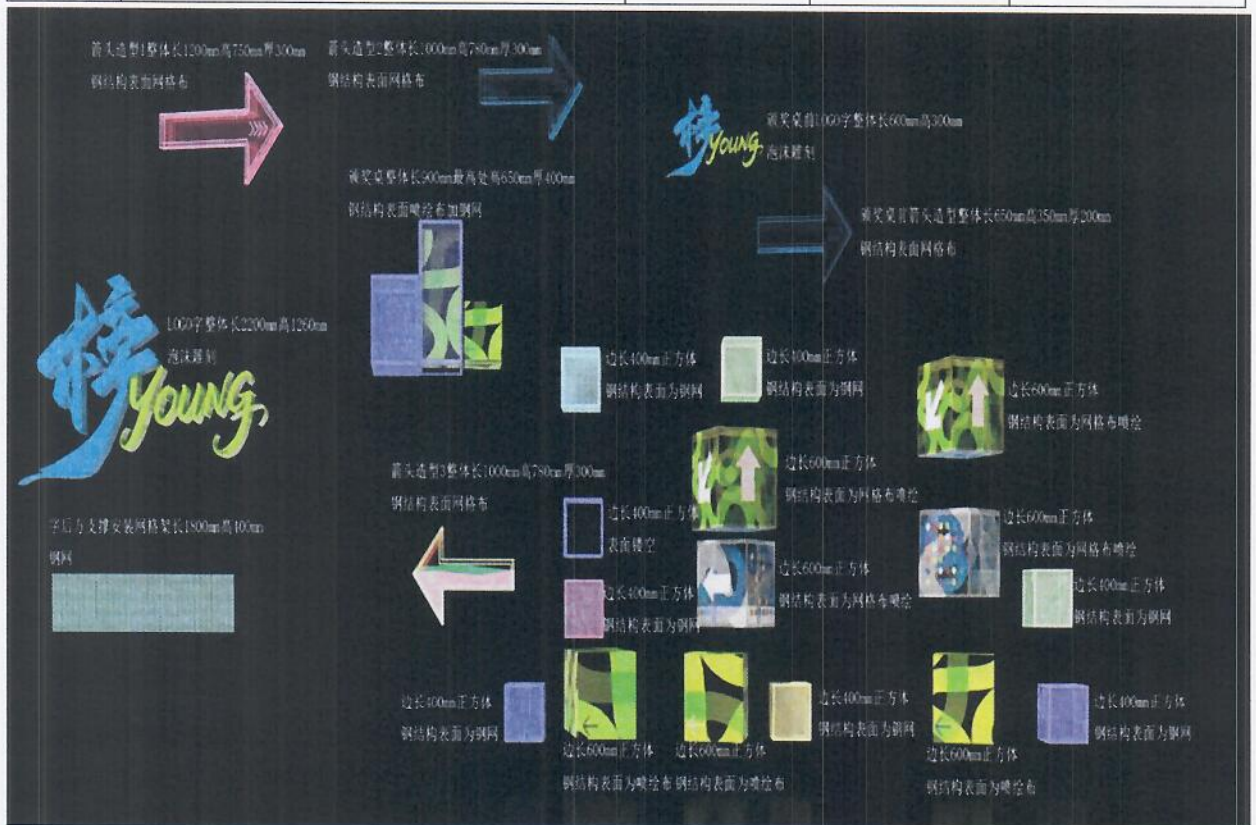 箭头造型1整体长1200mm高750mm厚300mm
钢结构表面网格布
箭头造型2整体长1000mm高780mm厚300mm
钢结构表面网格布
YOUNG
颁奖桌前LOGO字整体长600mm高300mm
泡沫雕刻
颁奖桌整体长900mm最高处高650mm厚400mm
钢结构表面喷绘布加钢网
颁奖桌前箭头造型整体长650mm高350mm厚200mm
钢结构表面网格布
YOUNG
LOGO字整体长2200mm高1260mm
泡沫雕刻
边长400mm正方体
钢结构表面为钢网
边长400mm正方体
钢结构表面为钢网
边长600mm正方体
钢结构表面为网格布喷绘
箭头造型3整体长1000mm高780mm厚300mm
钢结构表面网格布
边长600mm正方体
钢结构表面为网格布喷绘
字后方支撑安装网格架长1800mm高400mm
钢网
边长400mm正方体
表面镂空
边长600mm正方体
钢结构表面为网格布喷绘
边长600mm正方体
钢结构表面为网格布喷绘
边长400mm正方体
钢结构表面为钢网
边长400mm正方体
钢结构表面为钢网
边长400mm正方体
钢结构表面为钢网
边长600mm正方体
钢结构表面为喷绘布
边长600mm正方体
钢结构表面为喷绘布
边长400mm正方体
钢结构表面为钢网
边长600mm正方体
钢结构表面为喷绘布
边长400mm正方体
钢结构表面为钢网